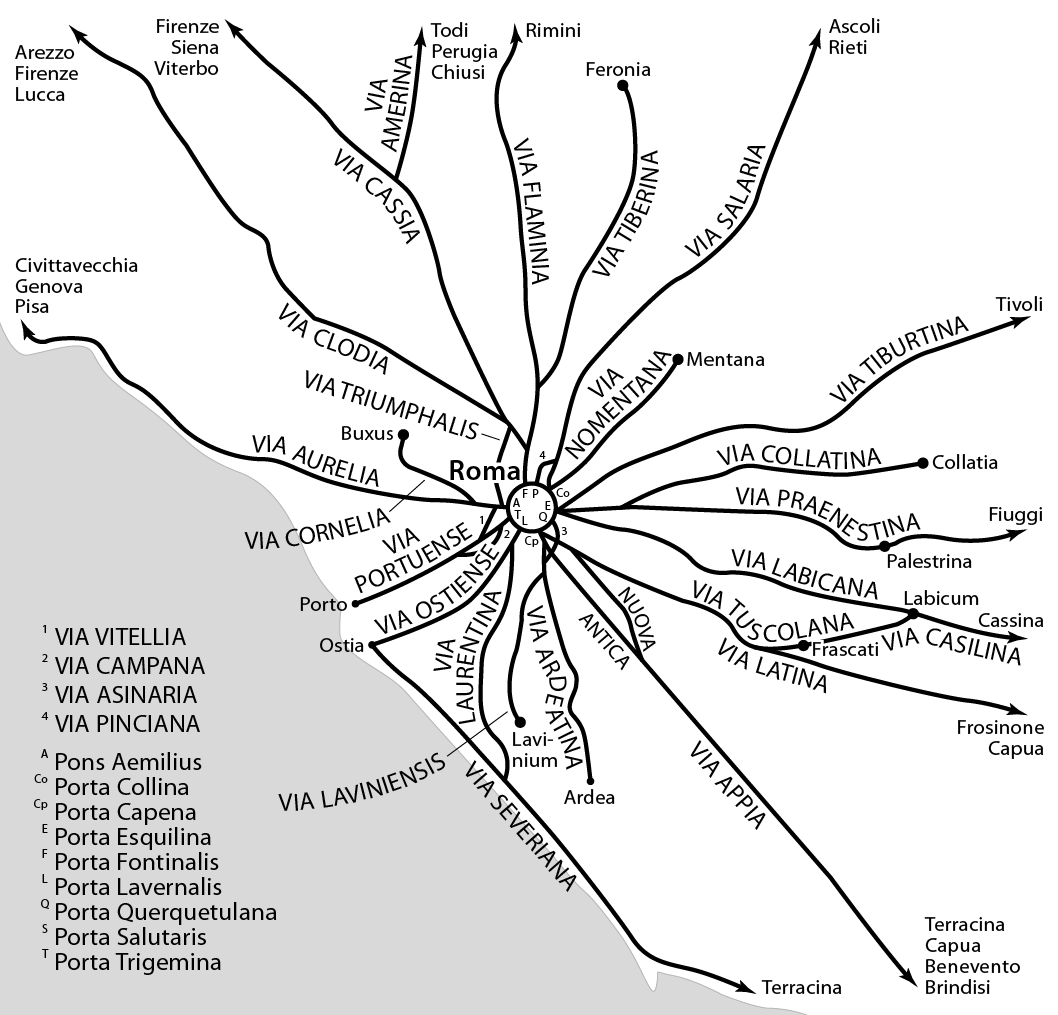 Arezzo
Firenze
Lucca
Firenze
Siena
Viterbo
Todi
Perugia
Chiusi
Rimini
Feronia
Ascoli
Rieti
VIA
AMERINA
VIA CASSIA
VIA FLAMINIA
VIA TIBERINA
VIA SALARIA
Civittavecchia
Genova
Pisa
Tivoli
VIA CLODIA
VIA TIBURTINA
VIA TRIUMPHALIS
VIA
NOMENTANA
Mentana
Buxus
VIA AURELIA
Roma
4
VIA COLLATINA
Collatia
VIA CORNELIA
F P
Co
A
E
T
L
Q
Cp
1
2
3
VIA PRAENESTINA
Fiuggi
Palestrina
VIA
PORTUENSE
Porto
VIA OSTIENSE
Ostia
VIA LABICANA
Labicum
Cassina
VIA TUSCOLANA
Frascati
VIA CASILINA
VIA LATINA
Frosinone
Capua
VIA
LAURENTINA
VIA ARDEATINA
ANTICA
NUOVA
Lavi-
nium
VIA LAVINIENSIS
Ardea
VIA APPIA
VIA SEVERIANA
Terracina
Capua
Benevento
Brindisi
Terracina
1 VIA VITELLIA
2 VIA CAMPANA
3 VIA ASINARIA
4 VIA PINCIANA
A Pons Aemilius
Co Porta Collina
Cp Porta Capena
E Porta Esquilina
F Porta Fontinalis
L Porta Lavernalis
Q Porta Querquetulana
S Porta Salutaris
T Porta Trigemina